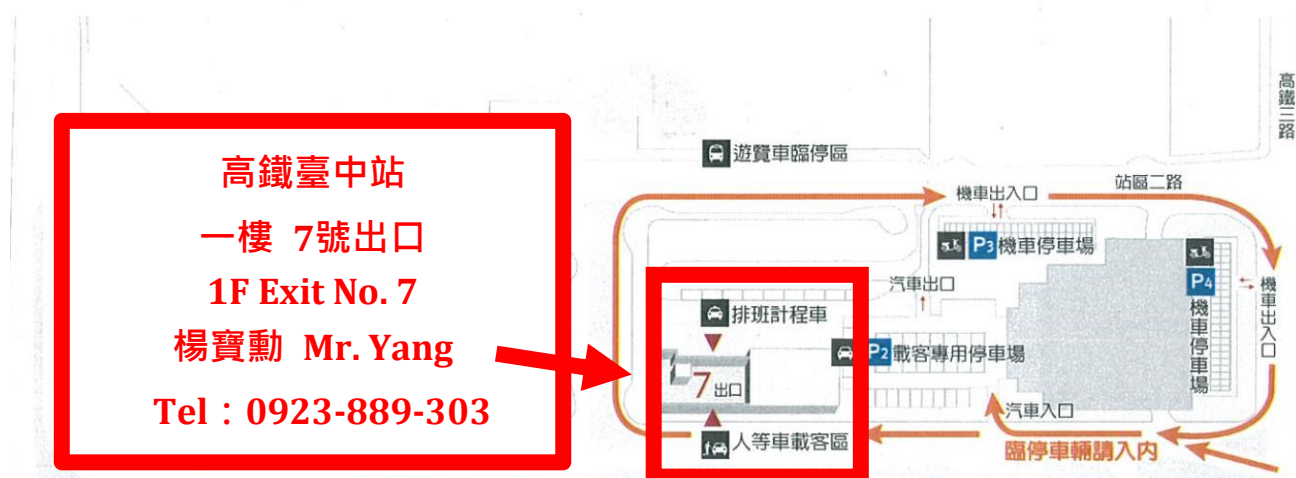 高鐵臺中站
一樓 7號出口
1F Exit No. 7
楊寶勳 Mr. Yang
Tel：0923-889-303
高鐵三路
遊覽車臨停區
站區二路
機車出入口
P3機車停車場
P4
機車停車場
機車出入口
汽車出口
排班計程車
P2載客專用停車場
7出口
汽車入口
人等車載客區
臨停車輛請入內